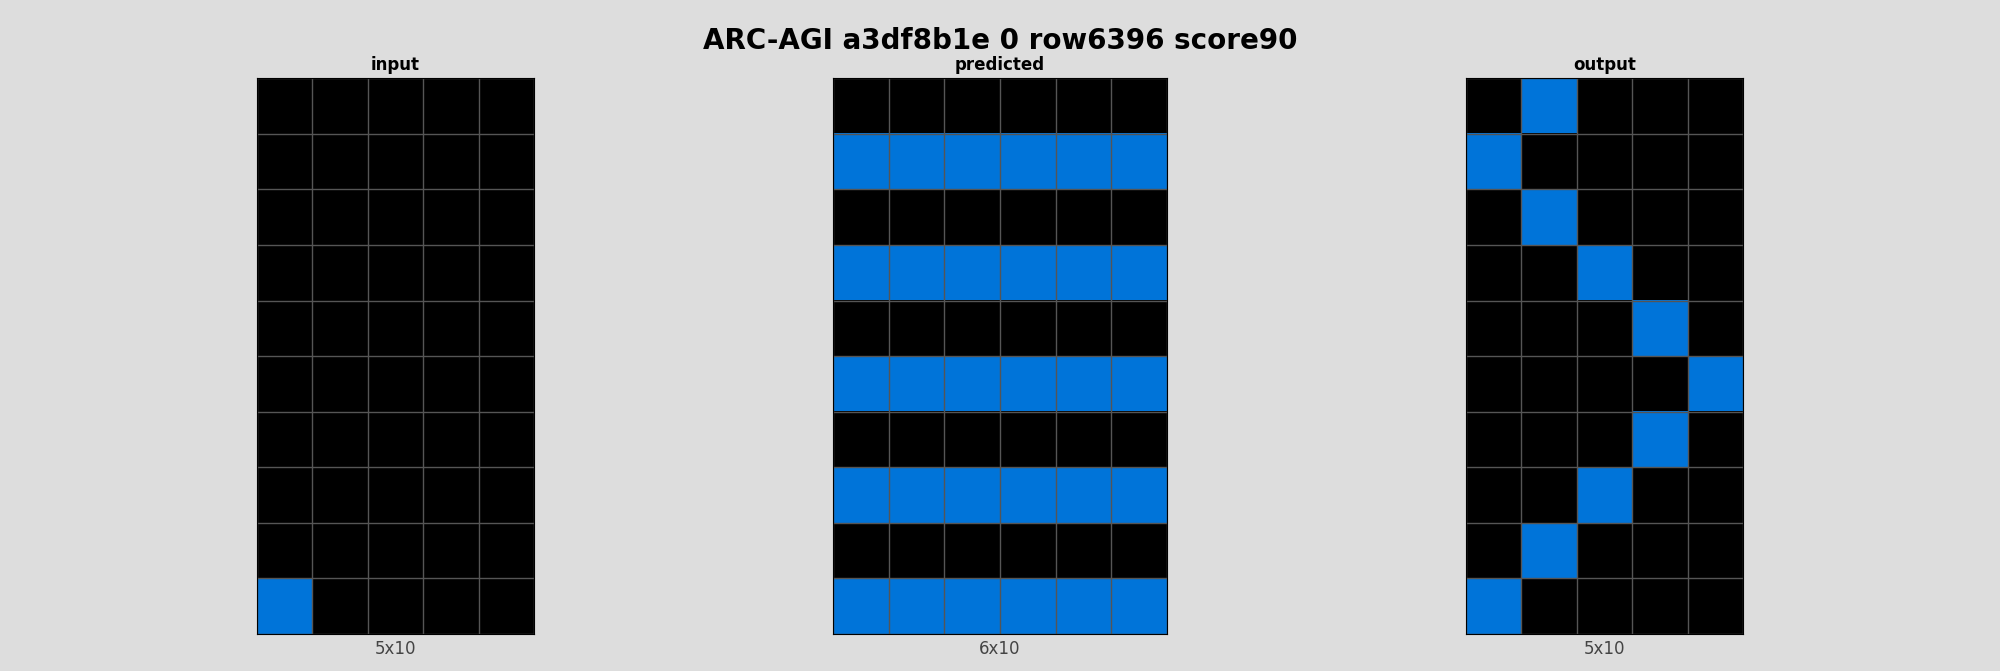 ARC-AGI a3df8b1e 0 row6396 score90
input
predicted
output
5x10
6x10
5x10